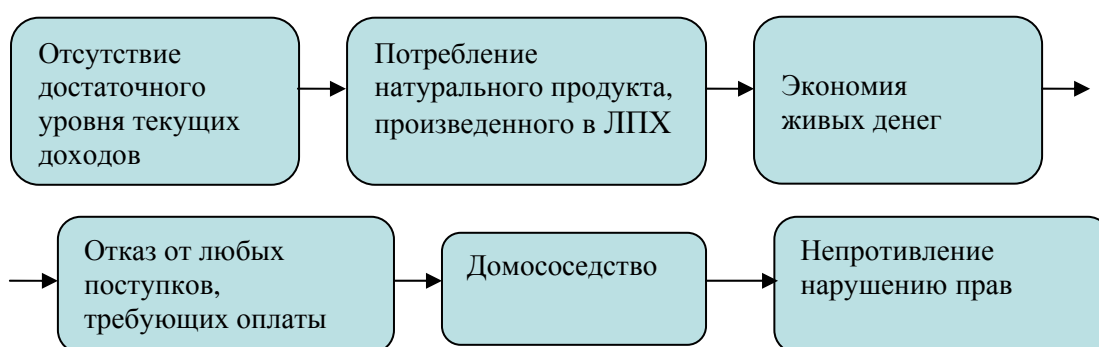 Отсутствие
достаточного
уровня текущих
доходов
Потребление
натурального продукта,
произведенного в ЛПХ
Экономия
живых денег
Отказ от любых
поступков,
требующих оплаты
Домососедство
Непротивление
нарушению прав